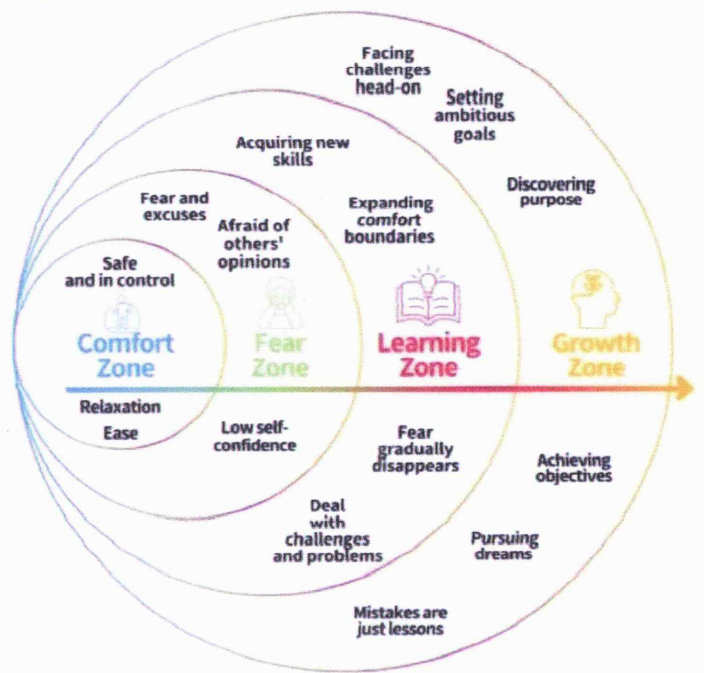 Facing
challenges
head-on
Setting
ambitious
goals
Acquiring new
skills
Discovering
purpose
Fear and
excuses
Expanding
comfort
boundaries
Afraid of
others'
opinions
Safe
and in control
Comfort
Zone
Fear
Zone
Learning
Zone
Growth
Zone
Relaxation
Ease
Low self-
confidence
Fear
gradually
disappears
Achieving
objectives
Deal
with
challenges
and problems
Pursuing
dreams
Mistakes are
just lessons